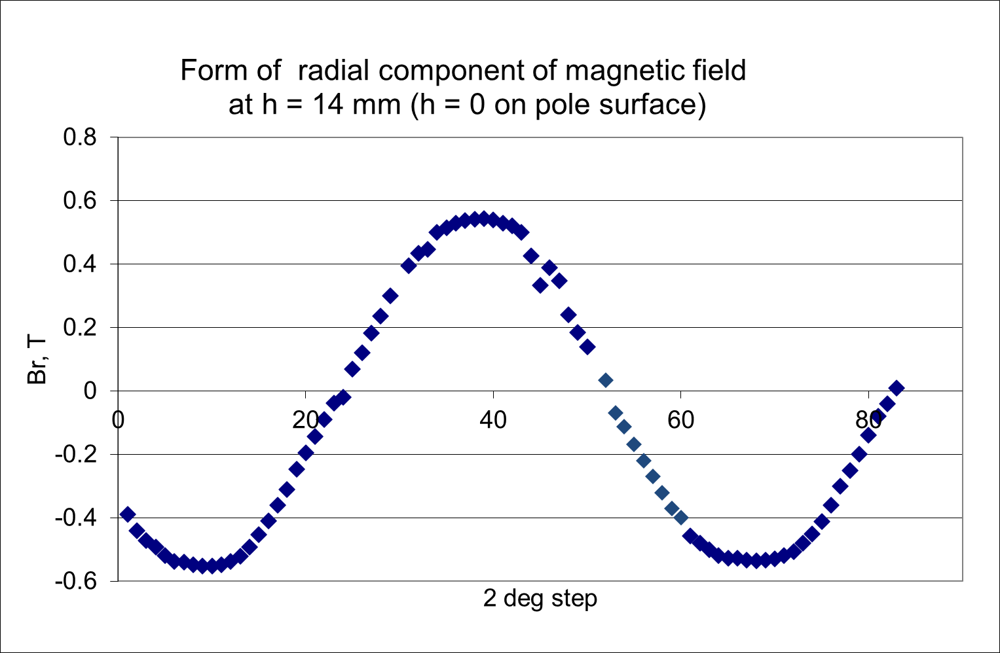 Form of  radial component of magnetic field
at h = 14 mm (h = 0 on pole surface)
0.8
0.6
0.4
0.2
0
-0.2
-0.4
-0.6
Br, T
0 20 40 60 80
2 deg step